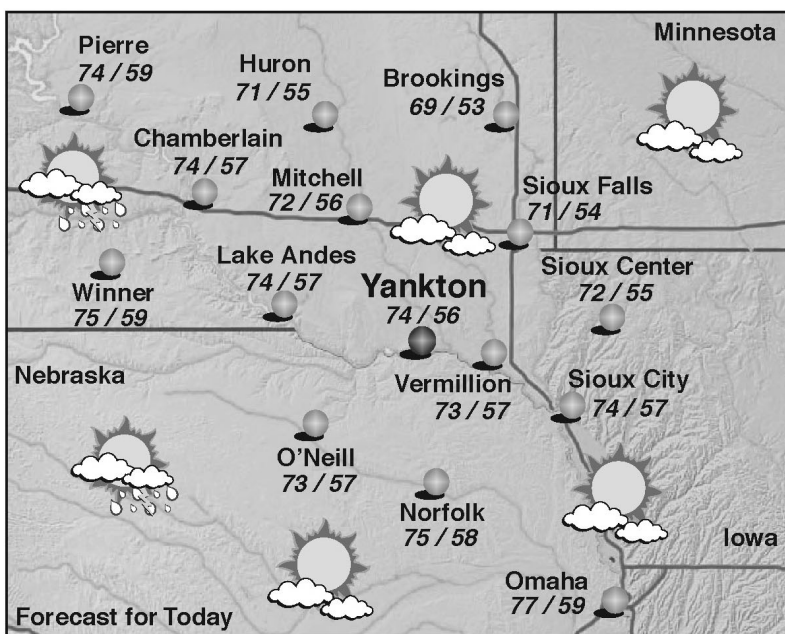 Pierre
74 / 59
Huron
71 / 55
Brookings
69 / 53
Minnesota
Chamberlain
74 / 57
Mitchell
72 / 56
Sioux Falls
71 / 54
Winner
75 / 59
Lake Andes
74 / 57
Yankton
74 / 56
Sioux Center
72 / 55
Nebraska
Vermillion
73 / 57
Sioux City
74 / 57
O'Neill
73 / 57
Norfolk
75 / 58
Iowa
Omaha
77 / 59
Forecast for Today